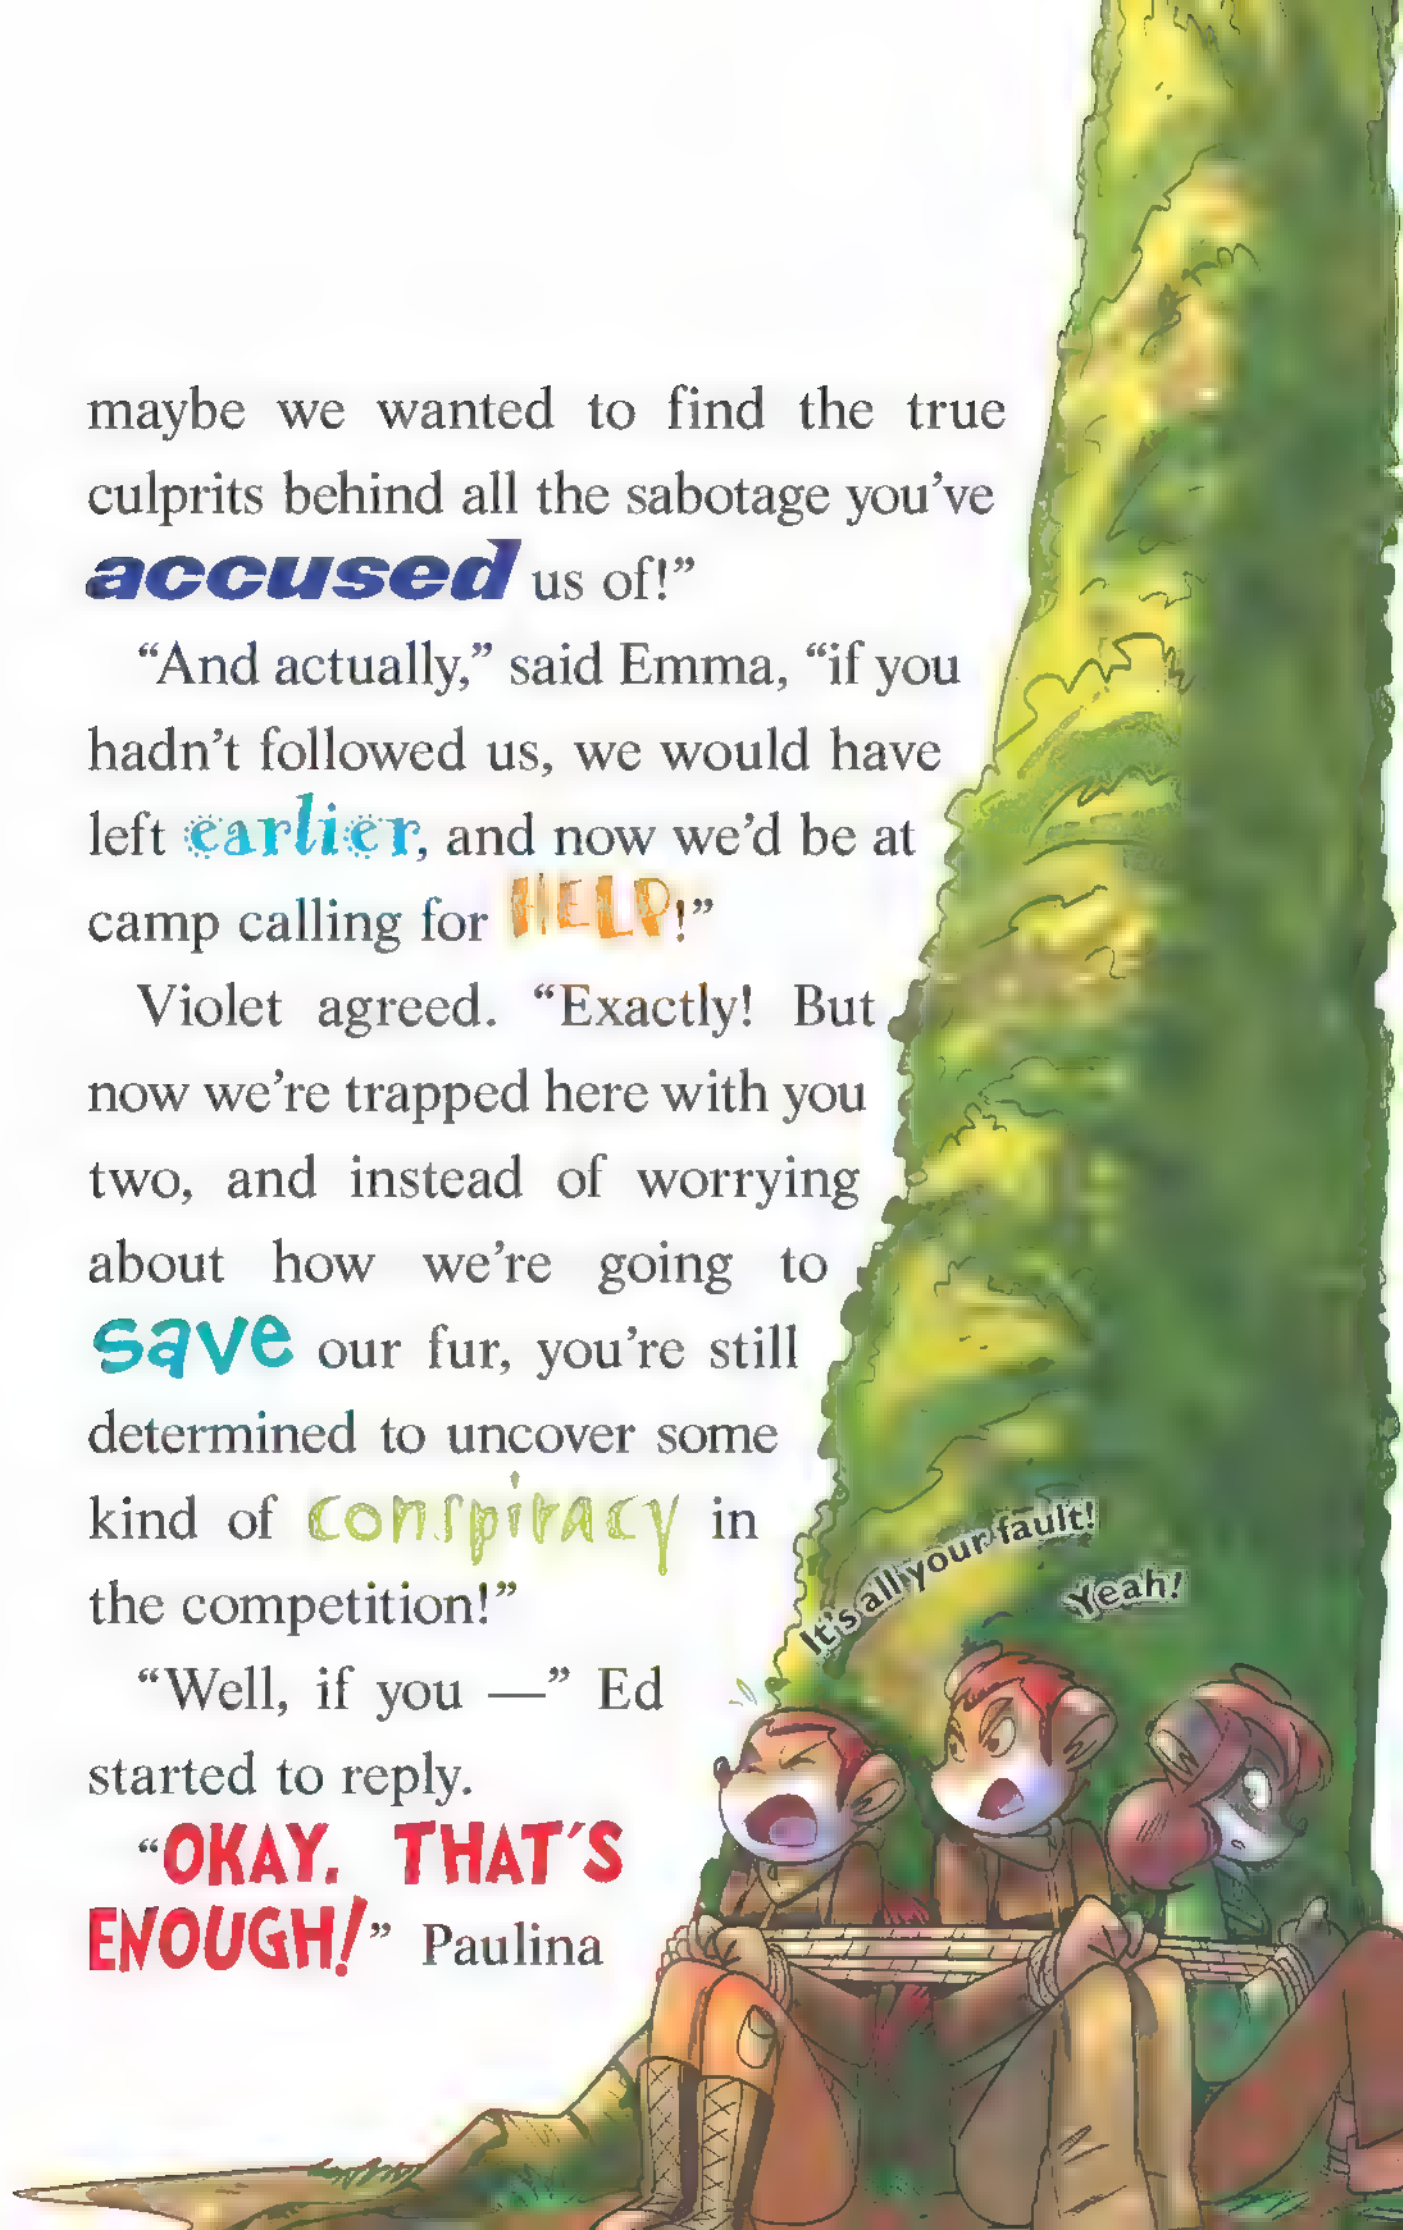 maybe we wanted to find the true
culprits behind all the sabotage you've
accused us of!”
“And actually,” said Emma, “if you
hadn't followed us, we would have
left earlier, and now we'd be at
camp calling for HELP!”
Violet agreed. “Exactly! But
now we're trapped here with you
two, and instead of worrying
about how we're going to
save our fur, you're still
determined to uncover some
kind of conspiracy in
the competition!”
“Well, if you —” Ed
started to reply.
“OKAY. THAT'S
ENOUGH!” Paulina
It's all your fault!
Yeah!